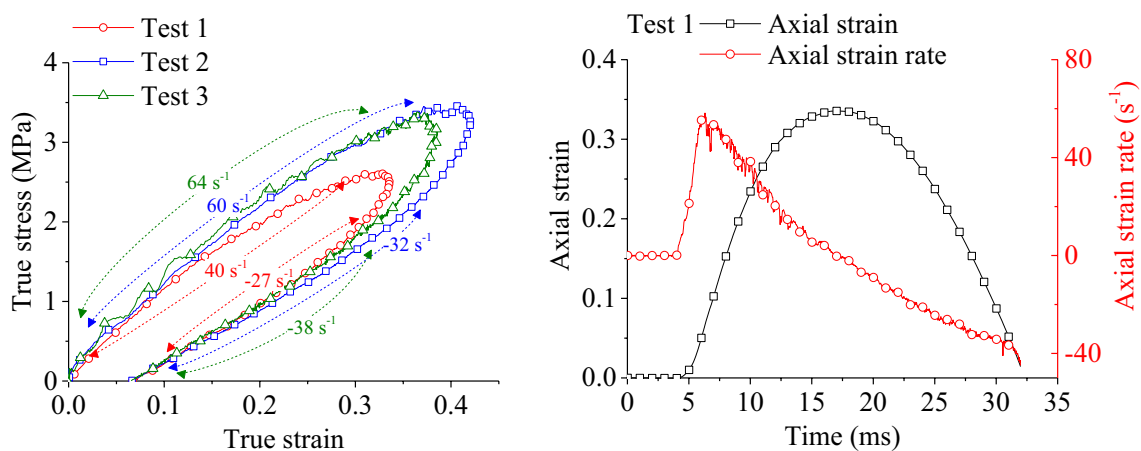 Test 1
Test 2
Test 3
True stress (MPa)
4
3
2
1
0
64 s⁻¹
60 s⁻¹
40 s⁻¹
-27 s⁻¹
-32 s⁻¹
-38 s⁻¹
0.0 0.1 0.2 0.3 0.4
True strain
Test 1 Axial strain
Axial strain rate
Axial strain
0.4
0.3
0.2
0.1
0.0
80
40
0
-40
Axial strain rate (s⁻¹)
0 5 10 15 20 25 30 35
Time (ms)